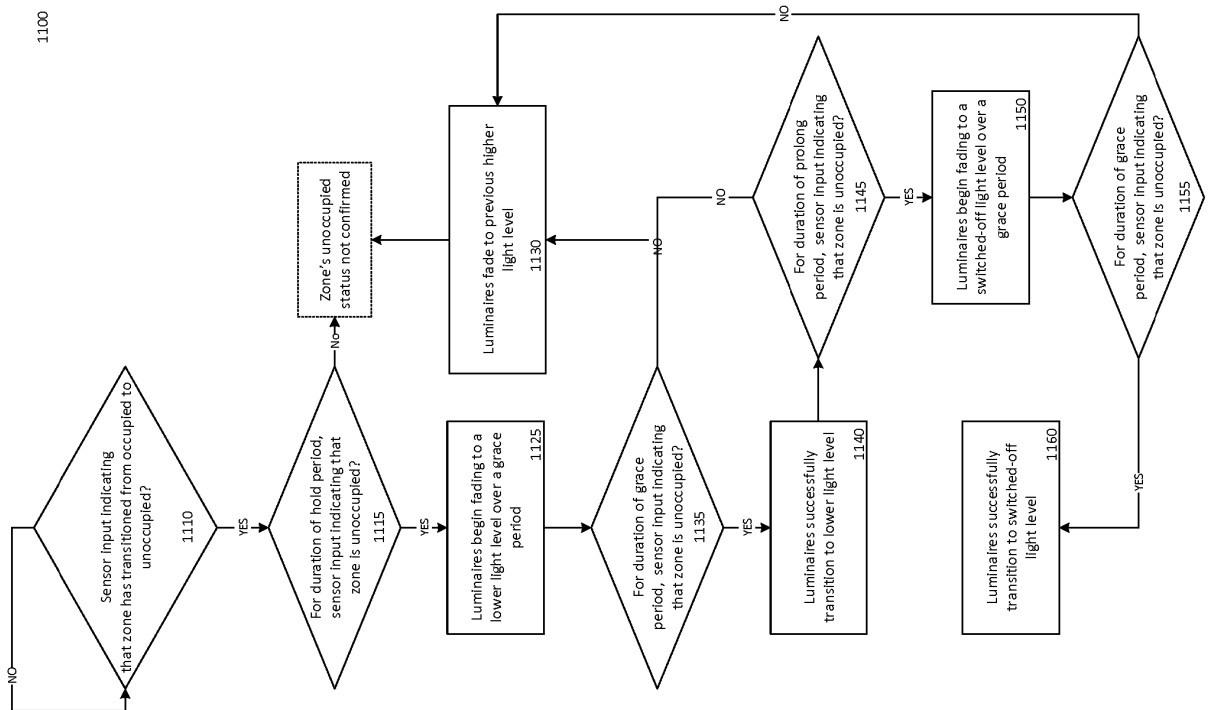 1100
NO
Sensor input indicating
that zone has transitioned from occupied to
unoccupied?
1110
YES
For duration of hold period,
sensor input indicating that
zone is unoccupied?
1115
No
Zone's unoccupied
status not confirmed
YES
Luminaires begin fading to a
lower light level over a grace
period
1125
Luminaires fade to previous higher
light level
1130
For duration of grace
period, sensor input indicating
that zone is unoccupied?
1135
NO
YES
Luminaires successfully
transition to lower light level
1140
For duration of prolong
period, sensor input indicating
that zone is unoccupied?
1145
NO
YES
Luminaires begin fading to a
switched-off light level over a
grace period
1150
For duration of grace
period, sensor input indicating
that zone is unoccupied?
1155
NO
YES
Luminaires successfully
transition to switched-off
light level
1160